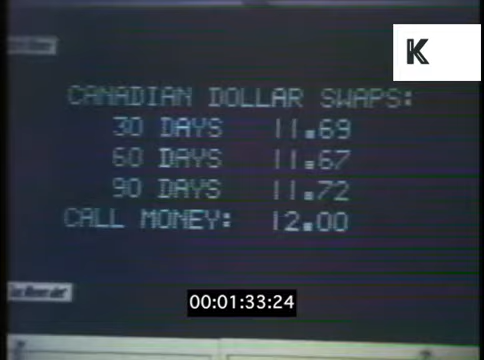 K
CANADIAN DOLLAR SWAPS:
30 DAYS 11.69
60 DAYS 11.67
90 DAYS 11.72
CALL MONEY: 12.00
00:01:33:24